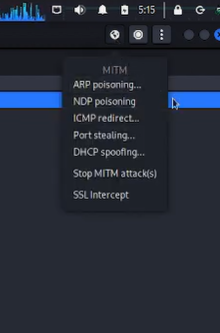 5:15
MITM
ARP poisoning...
NDP poisoning
ICMP redirect...
Port stealing...
DHCP spoofing...
Stop MITM attack(s)
SSL Intercept